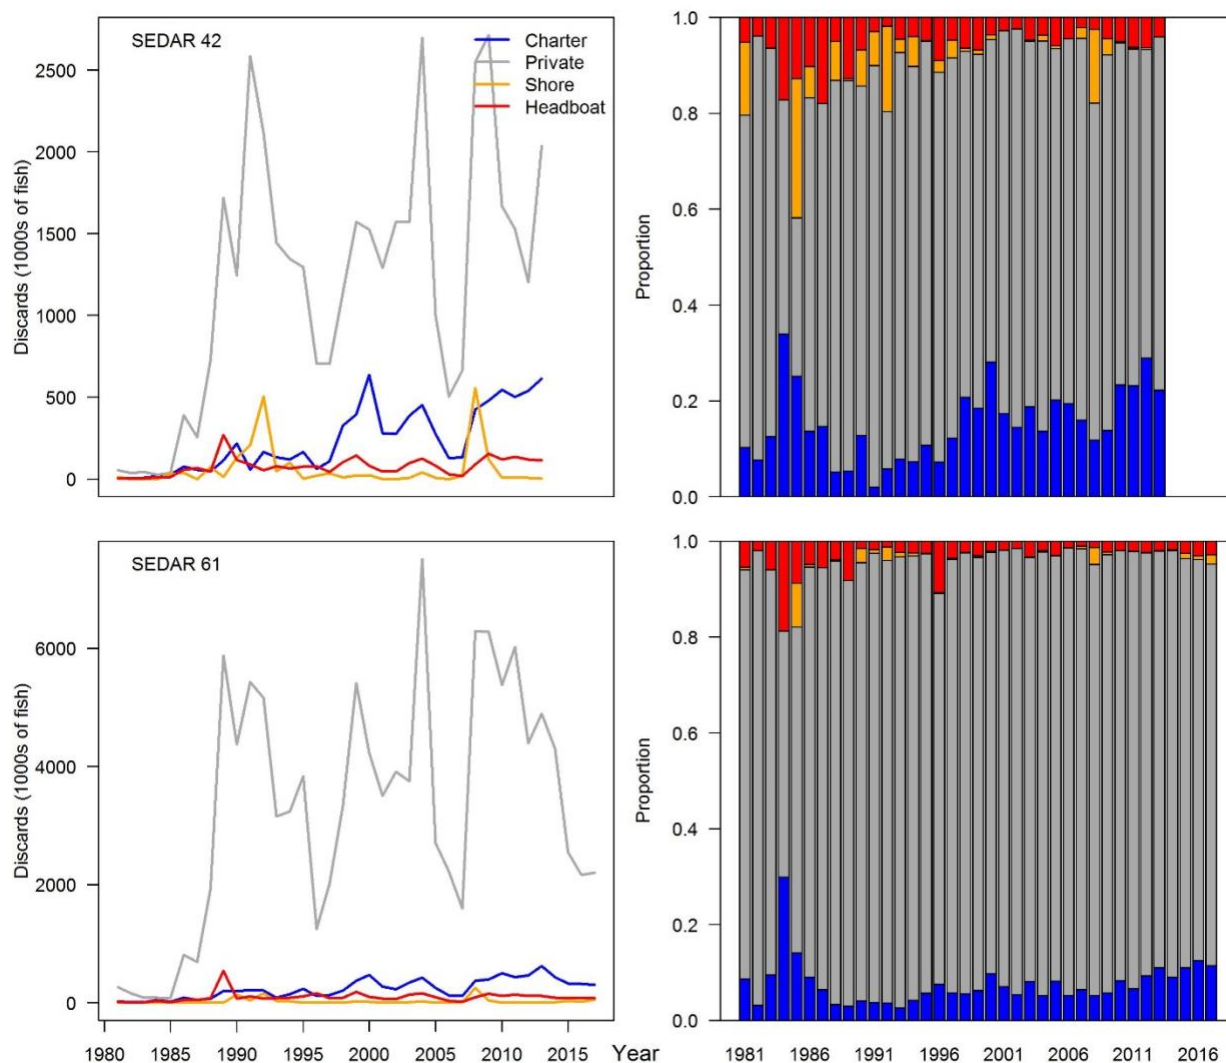 SEDAR 42
Charter
Private
Shore
Headboat
Discards (1000s of fish)
2500
2000
1500
1000
500
0
Proportion
1.0
0.8
0.6
0.4
0.2
0.0
SEDAR 61
Discards (1000s of fish)
6000
4000
2000
0
1980 1985 1990 1995 2000 2005 2010 2015
Year
Proportion
1.0
0.8
0.6
0.4
0.2
0.0
1981 1986 1991 1996 2001 2006 2011 2016